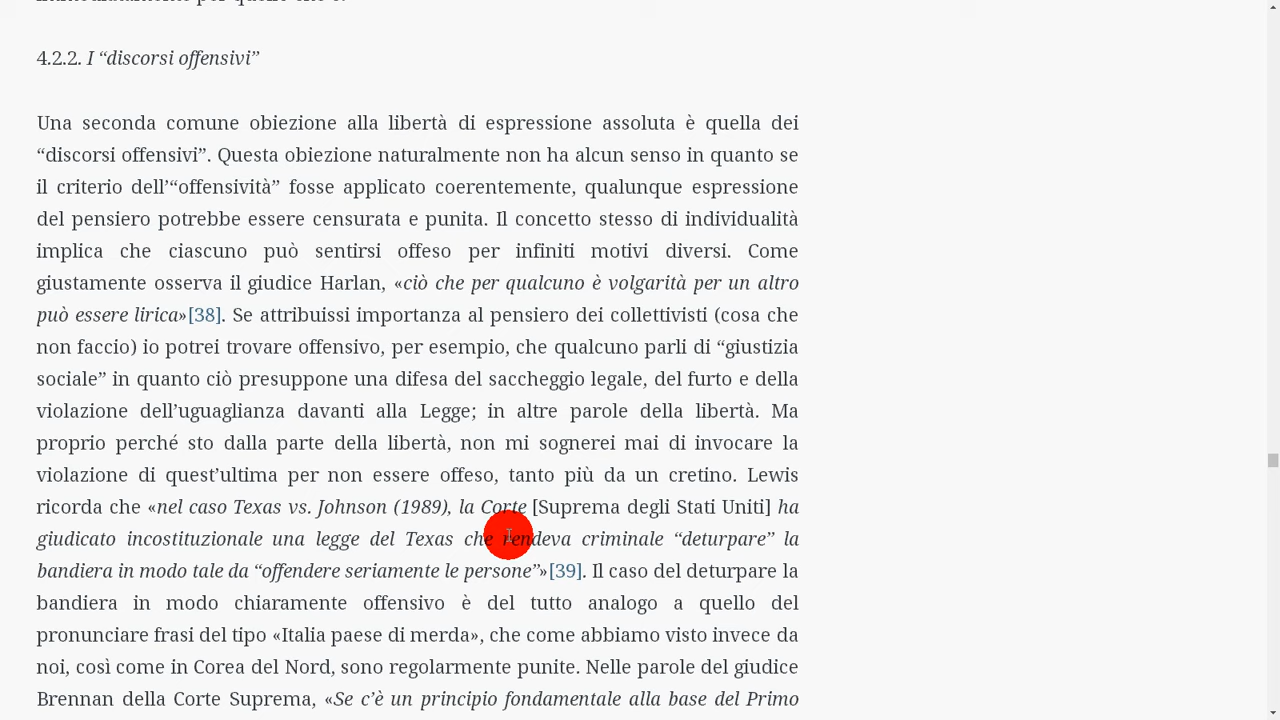 4.2.2. I “discorsi offensivi”
Una seconda comune obiezione alla libertà di espressione assoluta è quella dei
“discorsi offensivi”. Questa obiezione naturalmente non ha alcun senso in quanto se
il criterio dell’“offensività” fosse applicato coerentemente, qualunque espressione
del pensiero potrebbe essere censurata e punita. Il concetto stesso di individualità
implica che ciascuno può sentirsi offeso per infiniti motivi diversi. Come
giustamente osserva il giudice Harlan, «ciò che per qualcuno è volgarità per un altro
può essere lirica»[38]. Se attribuissi importanza al pensiero dei collettivisti (cosa che
non faccio) io potrei trovare offensivo, per esempio, che qualcuno parli di “giustizia
sociale” in quanto ciò presuppone una difesa del saccheggio legale, del furto e della
violazione dell’uguaglianza davanti alla Legge; in altre parole della libertà. Ma
proprio perché sto dalla parte della libertà, non mi sognerei mai di invocare la
violazione di quest’ultima per non essere offeso, tanto più da un cretino. Lewis
ricorda che «nel caso Texas vs. Johnson (1989), la Corte [Suprema degli Stati Uniti] ha
giudicato incostituzionale una legge del Texas che rendeva criminale “deturpare” la
bandiera in modo tale da “offendere seriamente le persone”»[39]. Il caso del deturpare la
bandiera in modo chiaramente offensivo è del tutto analogo a quello del
pronunciare frasi del tipo «Italia paese di merda», che come abbiamo visto invece da
noi, così come in Corea del Nord, sono regolarmente punite. Nelle parole del giudice
Brennan della Corte Suprema, «Se c’è un principio fondamentale alla base del Primo